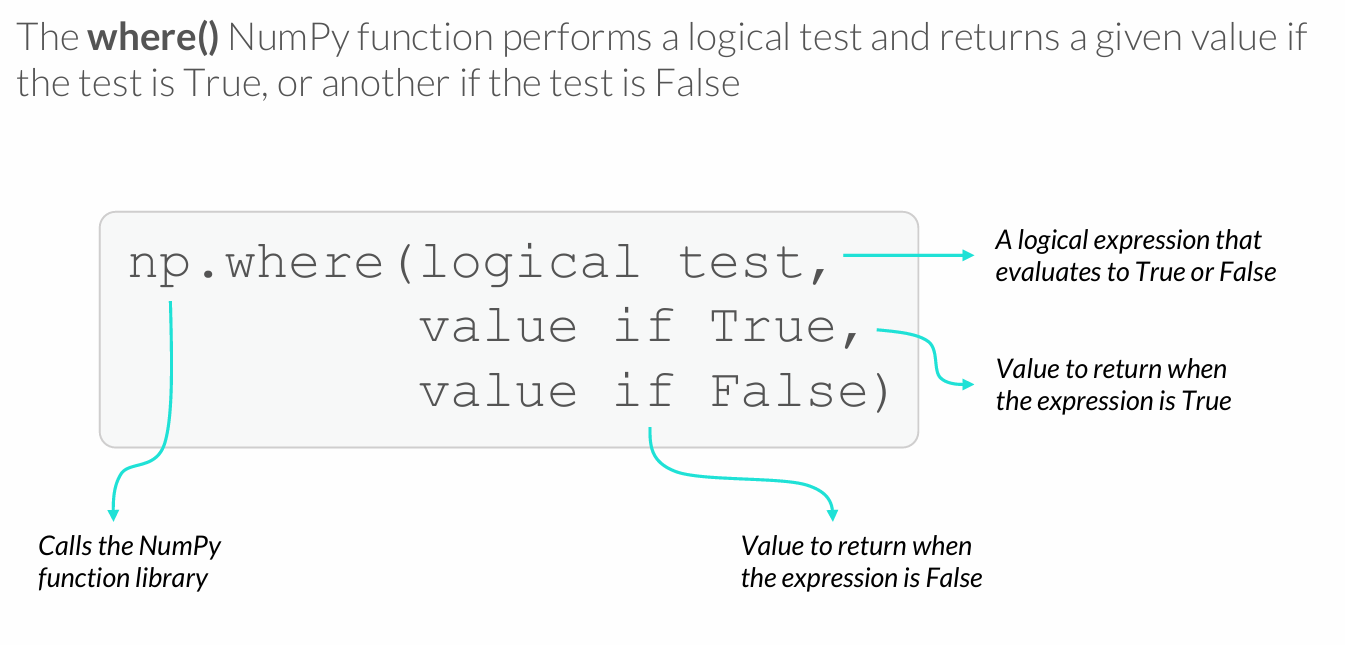 The where() NumPy function performs a logical test and returns a given value if
the test is True, or another if the test is False
np.where(logical test,
value if True,
value if False)
A logical expression that
evaluates to True or False
Value to return when
the expression is True
Calls the NumPy
function library
Value to return when
the expression is False